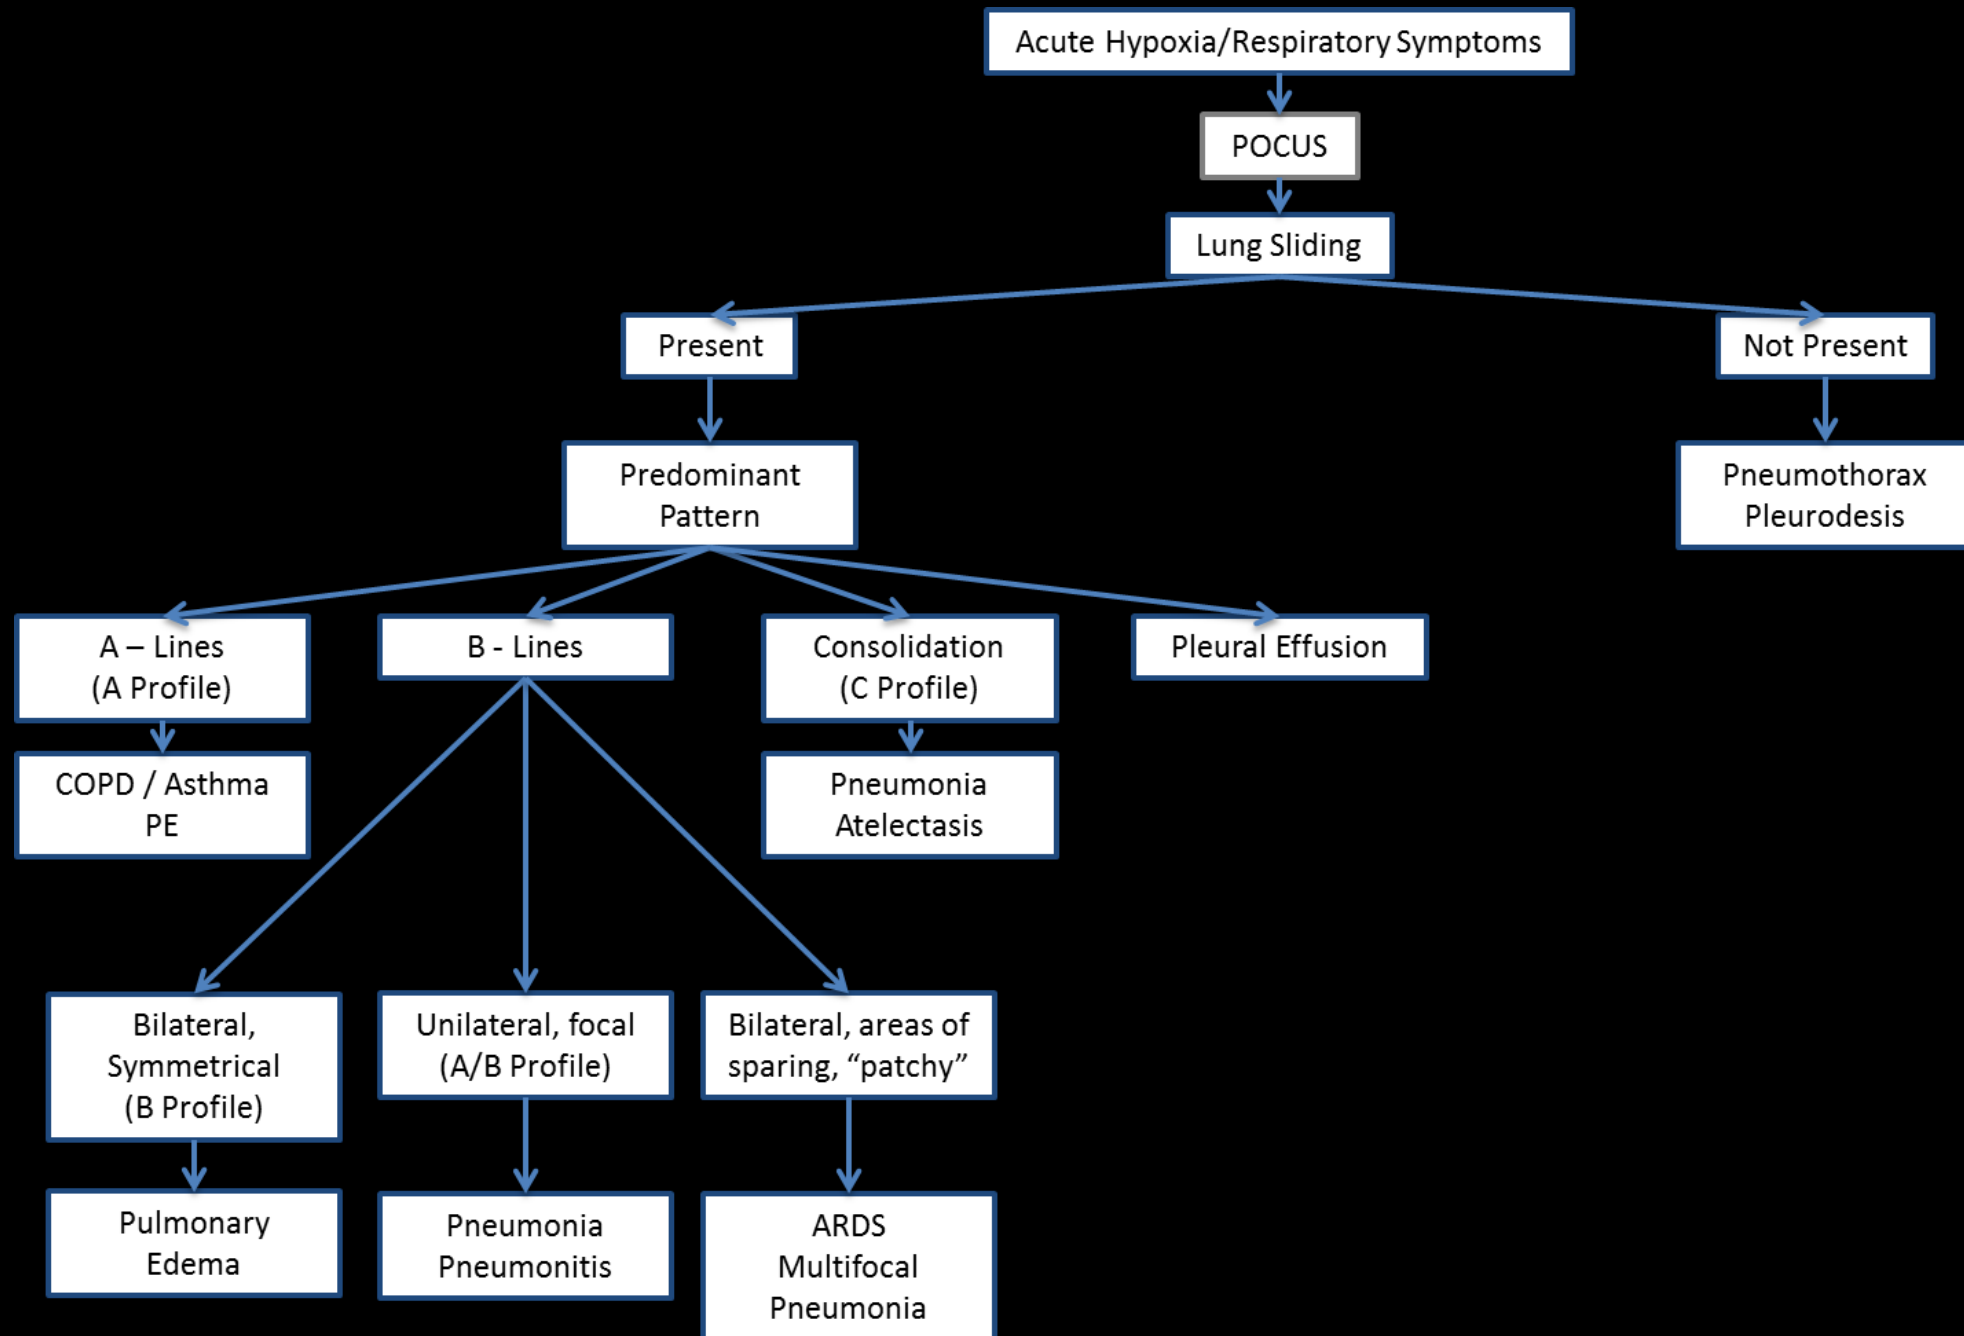 Acute Hypoxia/Respiratory Symptoms
POCUS
Lung Sliding
Present
Not Present
Predominant
Pattern
Pneumothorax
Pleurodesis
A – Lines
(A Profile)
B - Lines
Consolidation
(C Profile)
Pleural Effusion
COPD / Asthma
PE
Pneumonia
Atelectasis
Bilateral,
Symmetrical
(B Profile)
Unilateral, focal
(A/B Profile)
Bilateral, areas of
sparing, “patchy”
Pulmonary
Edema
Pneumonia
Pneumonitis
ARDS
Multifocal
Pneumonia